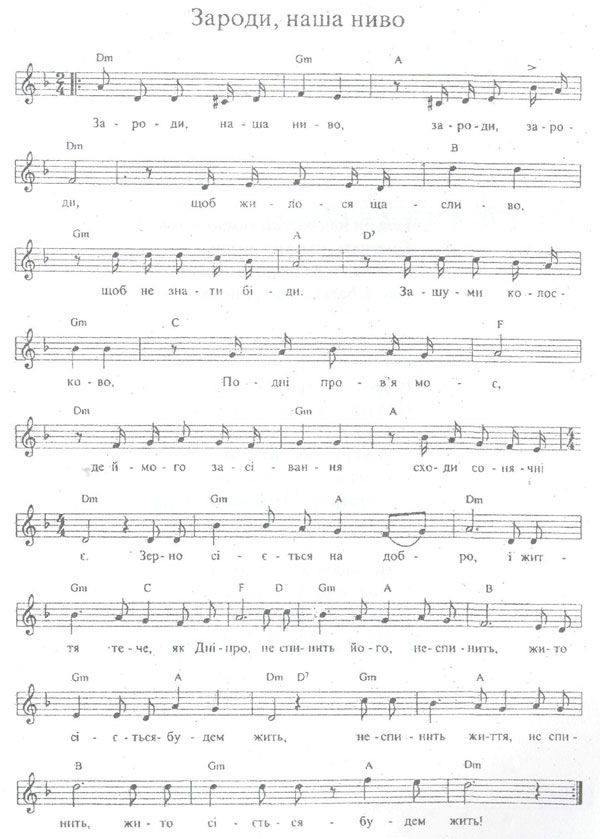 Зароди, наша ниво
Dm Gm A
За - ро - ди, на - ша ни - во, за - ро - ди, за - ро -
Dm B
ди, щоб жи - ло - ся ща - сли - во,
Gm A D7
щоб не зна - ти бі - ди. За - шу - ми ко - лос -
Gm C F
ко - во, По - дні про - в'я мо - є,
Dm Gm A
де й - мо - го за - сі - ван - ня схо - ди со - ня - чні
Dm Gm A Dm
є. Зер - но сі - є - ться на доб - ро, і жит -
Gm C F D Gm A B
тя те - че, як Дні - про, не спи - нить йо - го, не - спи - нить, жи - то
Gm A Dm D7 Gm
сі - є - ться - бу - дем жить, не - спи - нить жи - ття, не спи -
B Gm Dm A Dm
нить, жи - то сі - єть - ся - бу - дем жить!